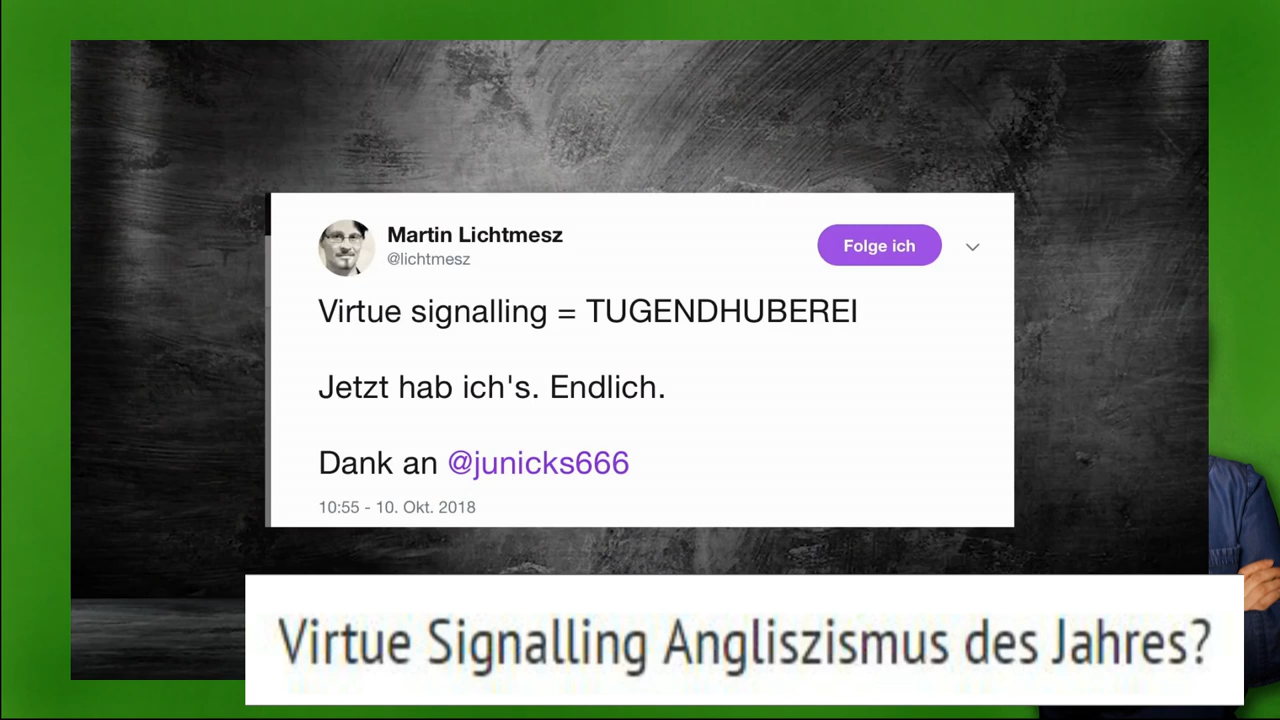 Martin Lichtmesz
@lichtmesz
Folge ich
Virtue signalling = TUGENDHUBEREI
Jetzt hab ich's. Endlich.
Dank an @junicks666
10:55 - 10. Okt. 2018
Virtue Signalling Angliszismus des Jahres?